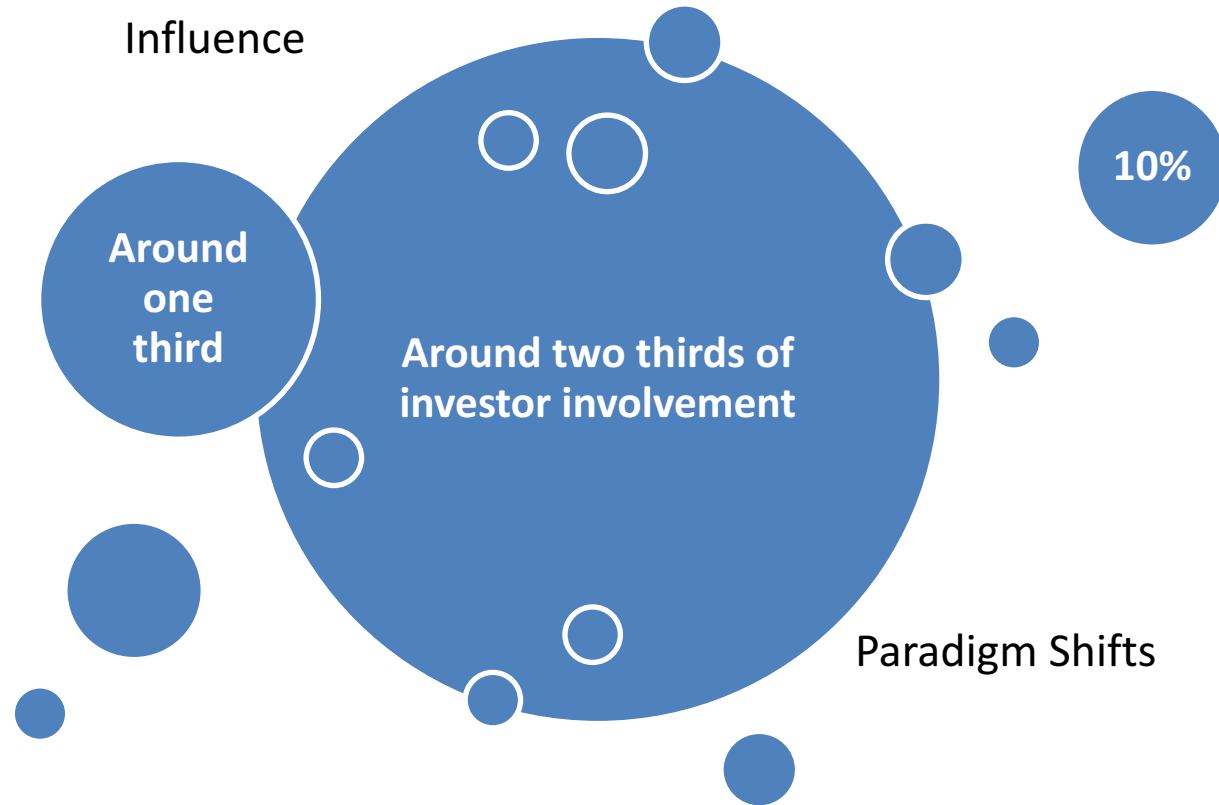 Influence
10%
Around
one
third
Around two thirds of
investor involvement
Paradigm Shifts